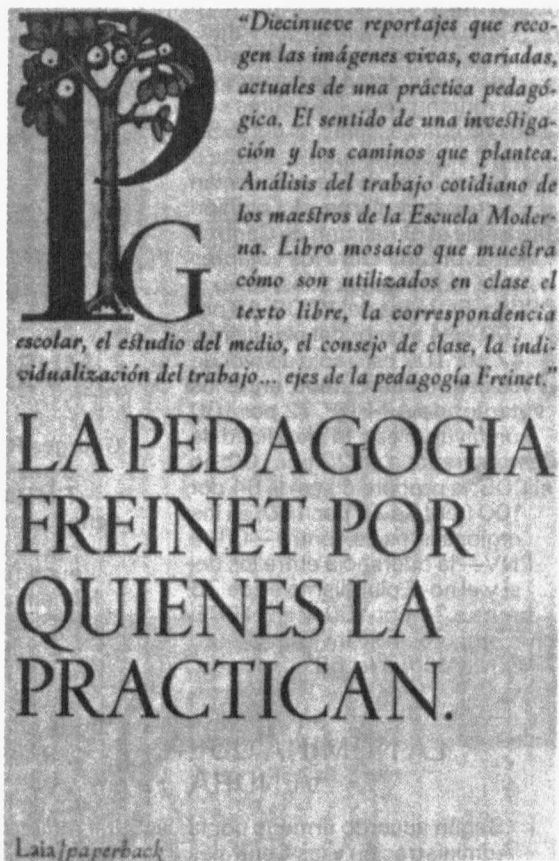 PG
“Diecinueve reportajes que reco-
gen las imágenes vivas, variadas,
actuales de una práctica pedagó-
gica. El sentido de una investiga-
ción y los caminos que plantea.
Análisis del trabajo cotidiano de
los maestros de la Escuela Moder-
na. Libro mosaico que muestra
cómo son utilizados en clase el
texto libre, la correspondencia
escolar, el estudio del medio, el consejo de clase, la indi-
vidualización del trabajo... ejes de la pedagogía Freinet.”
LA PEDAGOGIA
FREINET POR
QUIENES LA
PRACTICAN.
Laia/paperback